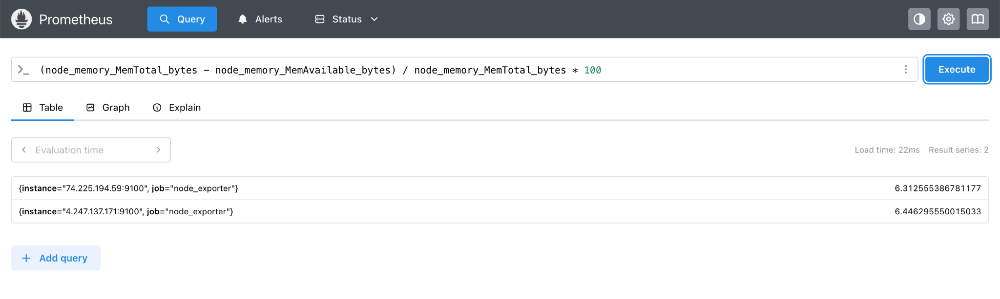 Prometheus Query Alerts Status
(node_memory_MemTotal_bytes - node_memory_MemAvailable_bytes) / node_memory_MemTotal_bytes * 100 Execute
Table Graph Explain
Evaluation time Load time: 22ms Result series: 2
{instance="74.225.194.59:9100", job="node_exporter"} 6.312555386781177
{instance="4.247.137.171:9100", job="node_exporter"} 6.446295550015033
Add query